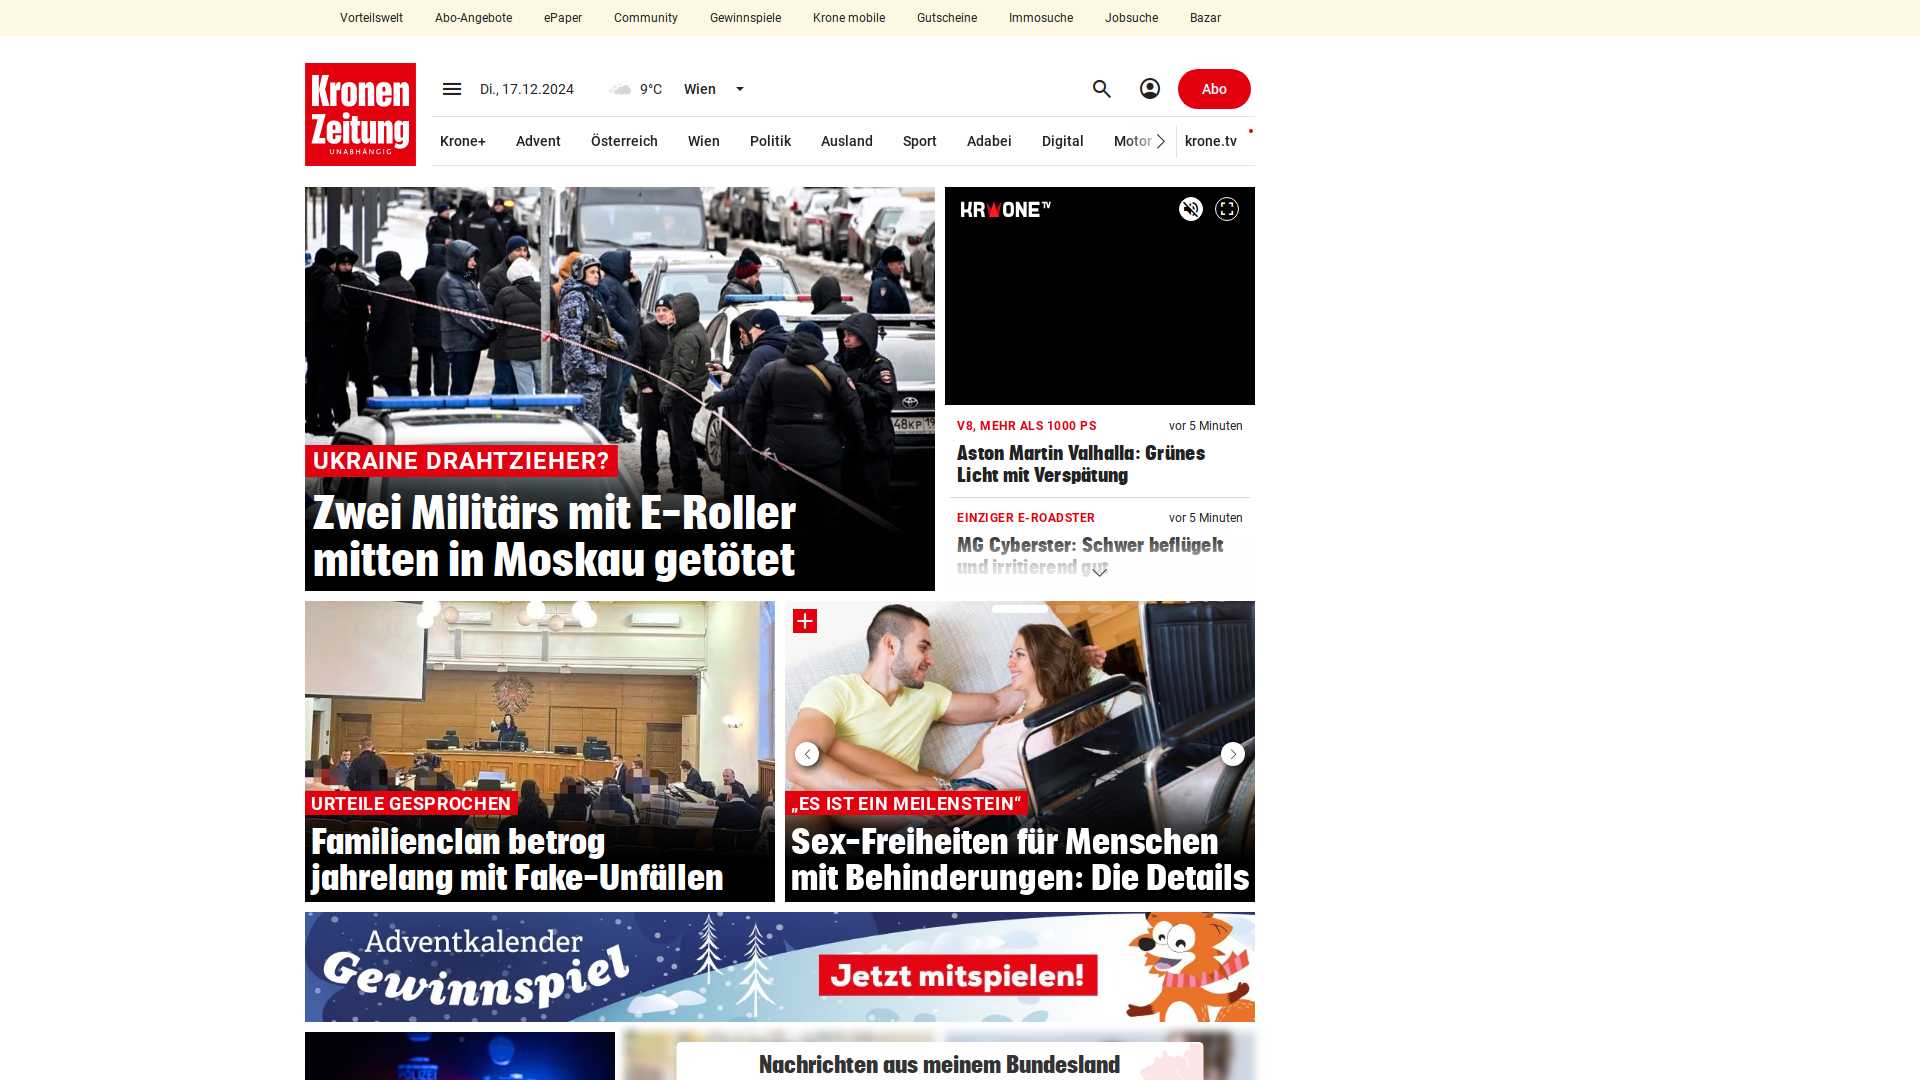 Vorteilswelt Abo-Angebote ePaper Community Gewinnspiele Krone mobile Gutscheine Immosuche Jobsuche Bazar
Kronen
Zeitung
UNABHÄNGIG
Di., 17.12.2024 9°C Wien
Abo
Krone+ Advent Österreich Wien Politik Ausland Sport Adabei Digital Motor krone.tv
KRONE TV
48KP
UKRAINE DRAHTZIEHER?
Zwei Militärs mit E-Roller
mitten in Moskau getötet
V8, MEHR ALS 1000 PS vor 5 Minuten
Aston Martin Valhalla: Grünes
Licht mit Verspätung
EINZIGER E-ROADSTER vor 5 Minuten
MG Cyberster: Schwer beflügelt
und irritierend gut
URTEILE GESPROCHEN
Familienclan betrog
jahrelang mit Fake-Unfällen
„ES IST EIN MEILENSTEIN“
Sex-Freiheiten für Menschen
mit Behinderungen: Die Details
Adventkalender
Gewinnspiel
Jetzt mitspielen!
POLIZEI
Nachrichten aus meinem Bundesland